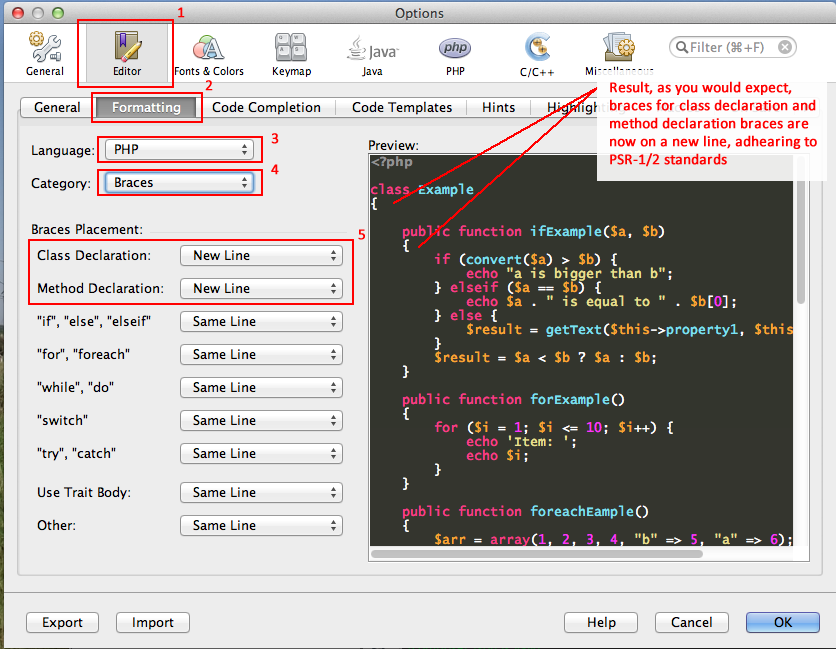 Options
1
General
Editor
Fonts & Colors
Keymap
Java
Java
php
PHP
C/C++
Filter (⌘+F)
2
General
Formatting
Code Completion
Code Templates
Hints
Result, as you would expect,
braces for class declaration and
method declaration braces are
now on a new line, adhearing to
PSR-1/2 standards
Language:
PHP
3
Category:
Braces
4
Braces Placement:
5
Class Declaration:
New Line
Method Declaration:
New Line
"if", "else", "elseif"
Same Line
"for", "foreach"
Same Line
"while", "do"
Same Line
"switch"
Same Line
"try", "catch"
Same Line
Use Trait Body:
Same Line
Other:
Same Line
Preview:
<?php
class Example
{
public function ifExample($a, $b)
{
if (convert($a) > $b) {
echo "a is bigger than b";
} elseif ($a == $b) {
echo $a . " is equal to " . $b[0];
} else {
$result = getText($this->property1, $this
}
$result = $a < $b ? $a : $b;
}
public function forExample()
{
for ($i = 1; $i <= 10; $i++) {
echo 'Item: ';
echo $i;
}
}
public function foreachEample()
{
$arr = array(1, 2, 3, 4, "b" => 5, "a" => 6);
Export
Import
Help
Cancel
OK